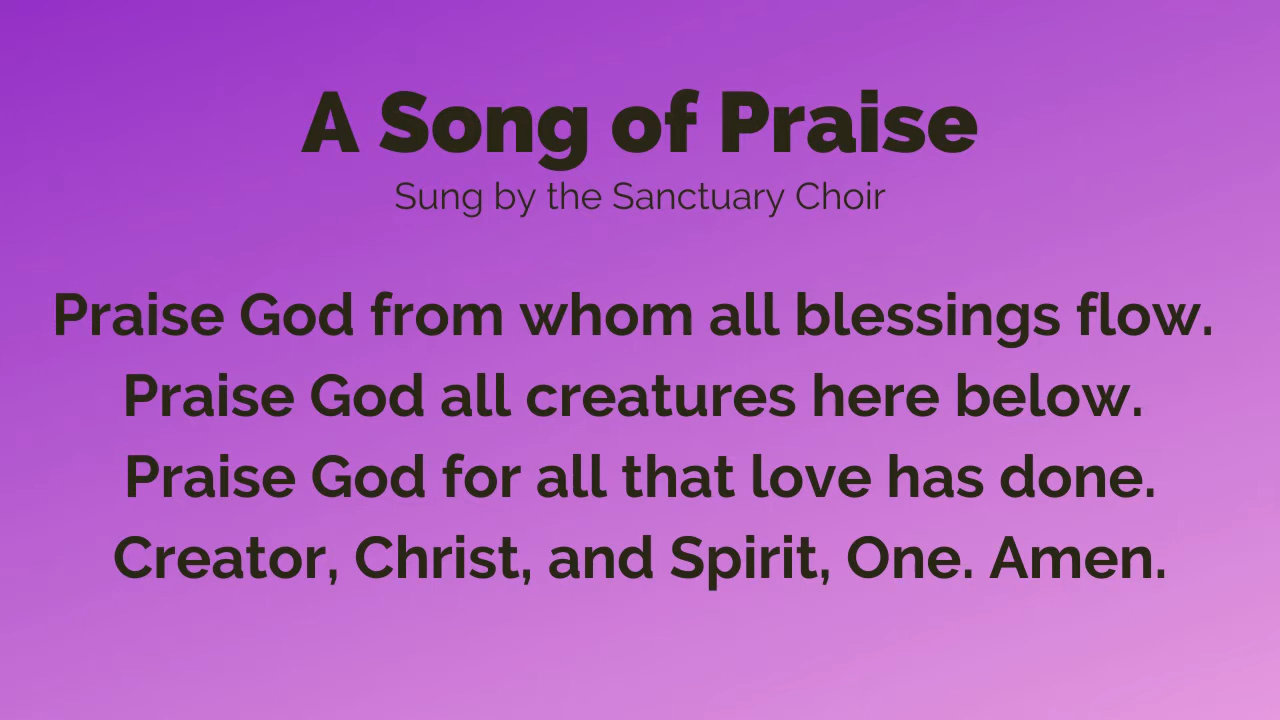 A Song of Praise
Sung by the Sanctuary Choir
Praise God from whom all blessings flow.
Praise God all creatures here below.
Praise God for all that love has done.
Creator, Christ, and Spirit, One. Amen.